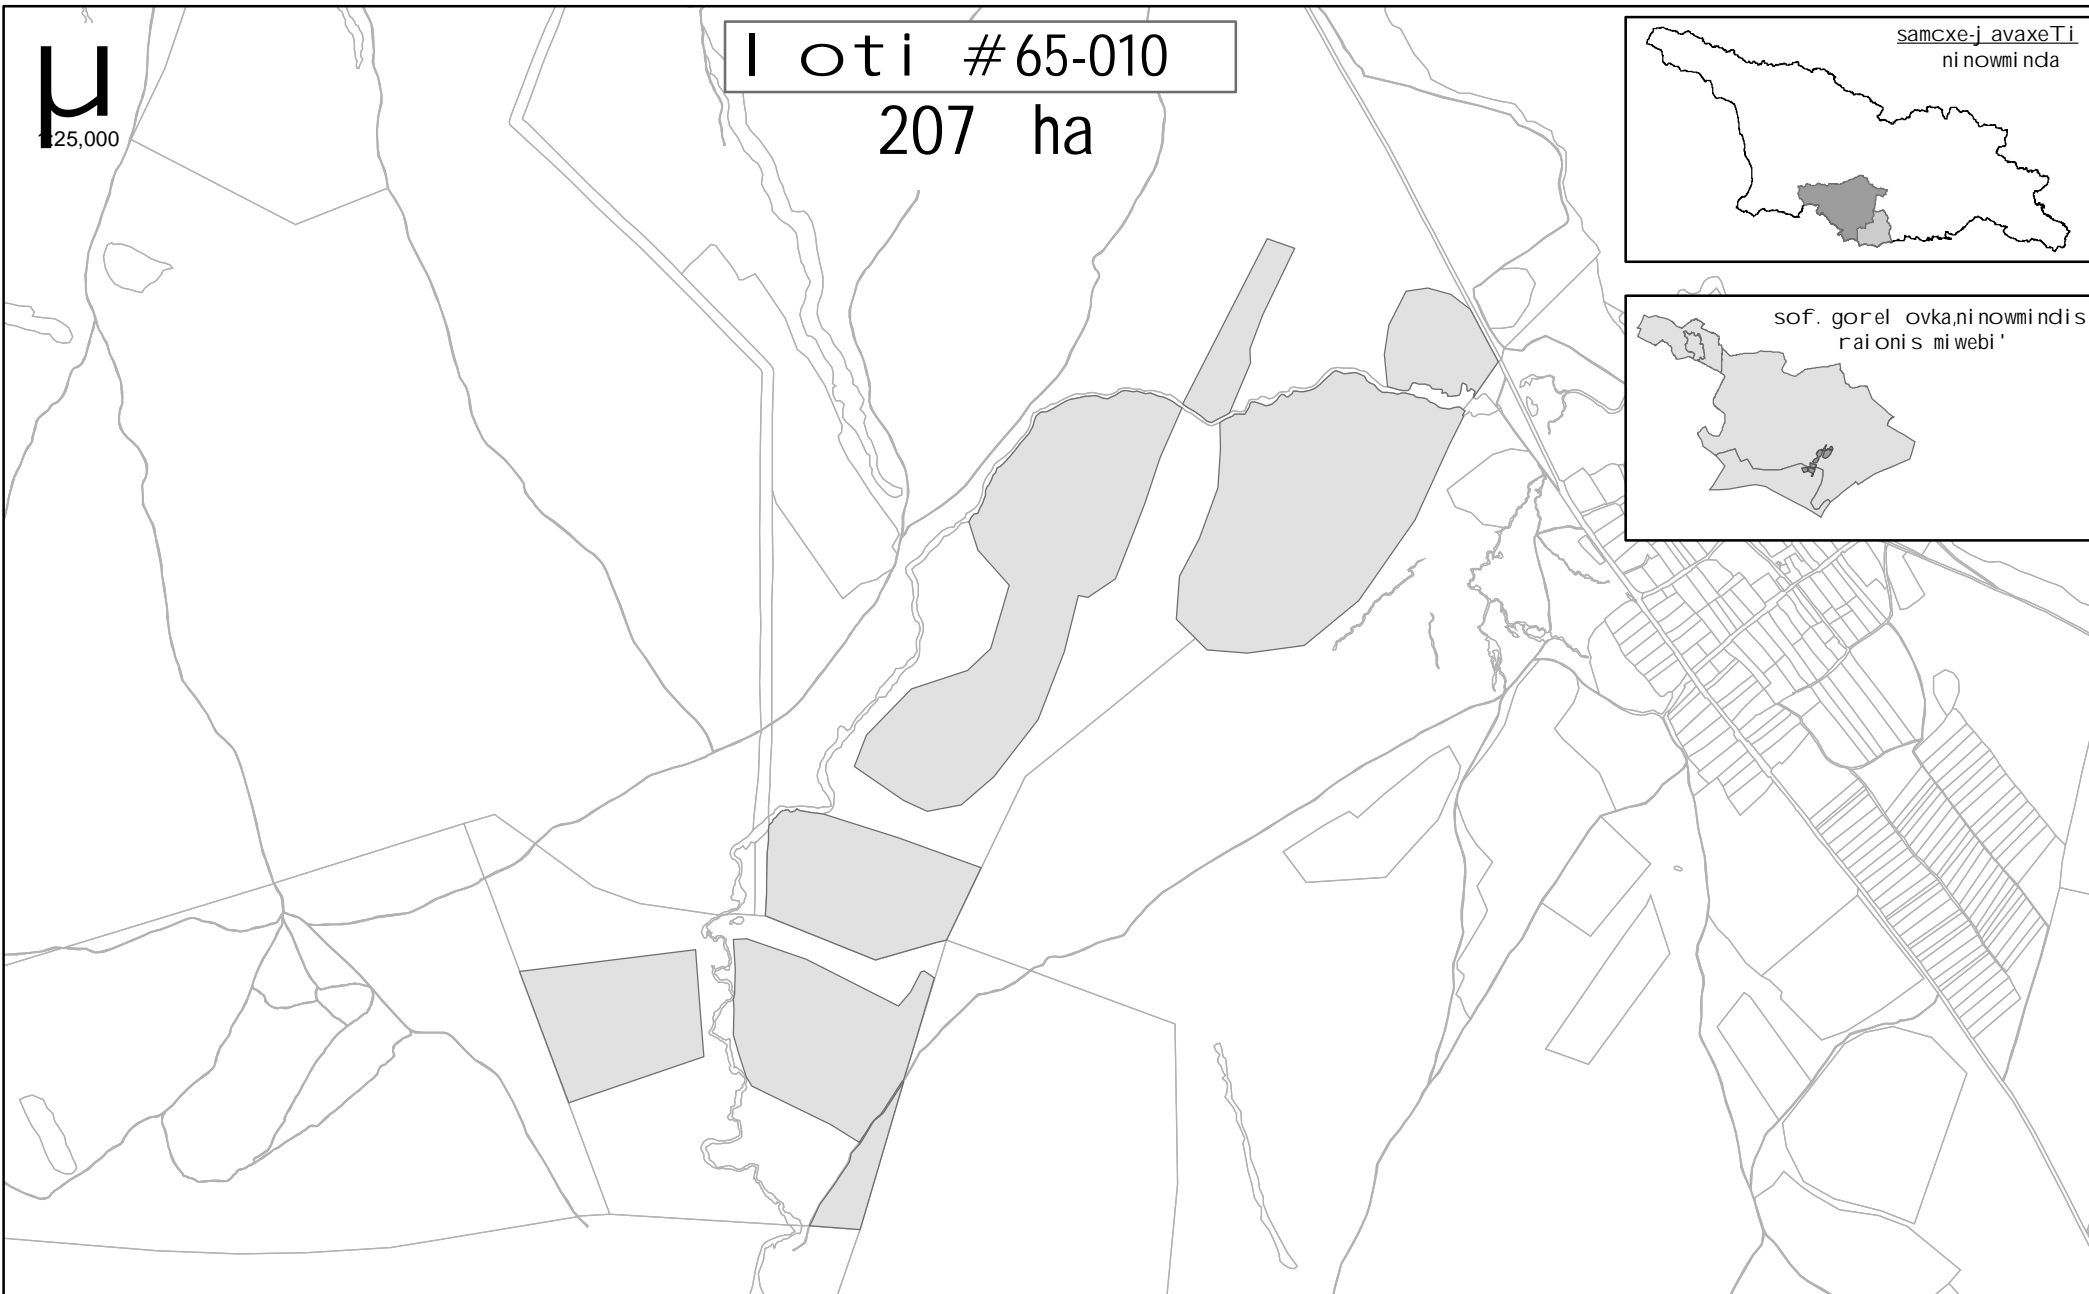 loti #65-010
207 ha
µ
1:25,000
samcxe-javaxeTi
ninowminda
sof. gorelovka,ninowmindis
raionis miwebi'